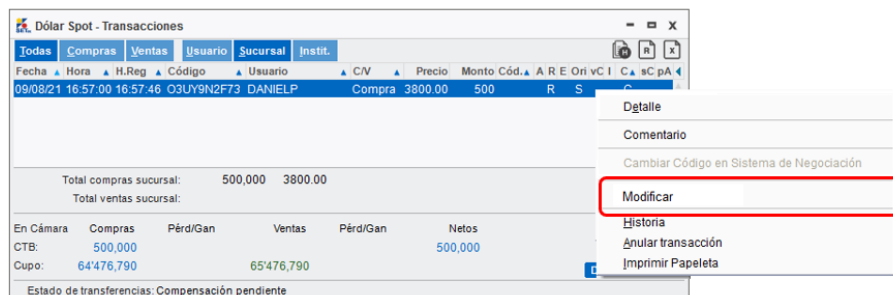 Dólar Spot - Transacciones
Todas Compras Ventas Usuario Sucursal Instit.
Fecha Hora H.Reg Código Usuario C/V Precio Monto Cód. A R E Ori vC I C sC pA
09/08/21 16:57:00 16:57:46 O3UY9N2F73 DANIELP Compra 3800.00 500 R S C
Detalle
Comentario
Cambiar Código en Sistema de Negociación
Modificar
Historia
Anular transacción
Imprimir Papeleta
Total compras sucursal: 500,000 3800.00
Total ventas sucursal:
En Cámara Compras Pérd/Gan Ventas Pérd/Gan Netos
CTB: 500,000 500,000
Cupo: 64'476,790 65'476,790
Estado de transferencias: Compensación pendiente